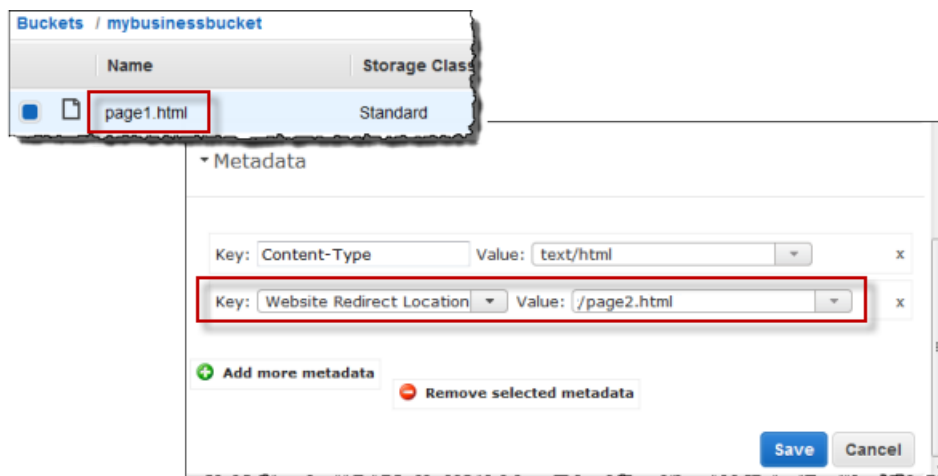 Buckets / mybusinessbucket
Name Storage Class
page1.html Standard
Metadata
Key: Content-Type Value: text/html x
Key: Website Redirect Location Value: /page2.html x
Add more metadata
Remove selected metadata
Save Cancel